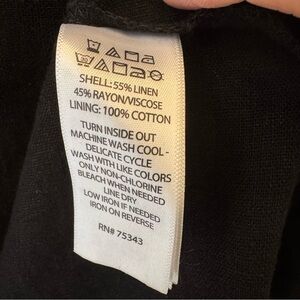 SHELL: 55% LINEN
45% RAYON/VISCOSE
LINING: 100% COTTON
TURN INSIDE OUT
MACHINE WASH COOL -
DELICATE CYCLE
WASH WITH LIKE COLORS
ONLY NON-CHLORINE
BLEACH WHEN NEEDED
LINE DRY
LOW IRON IF NEEDED
IRON ON REVERSE
RN# 75343